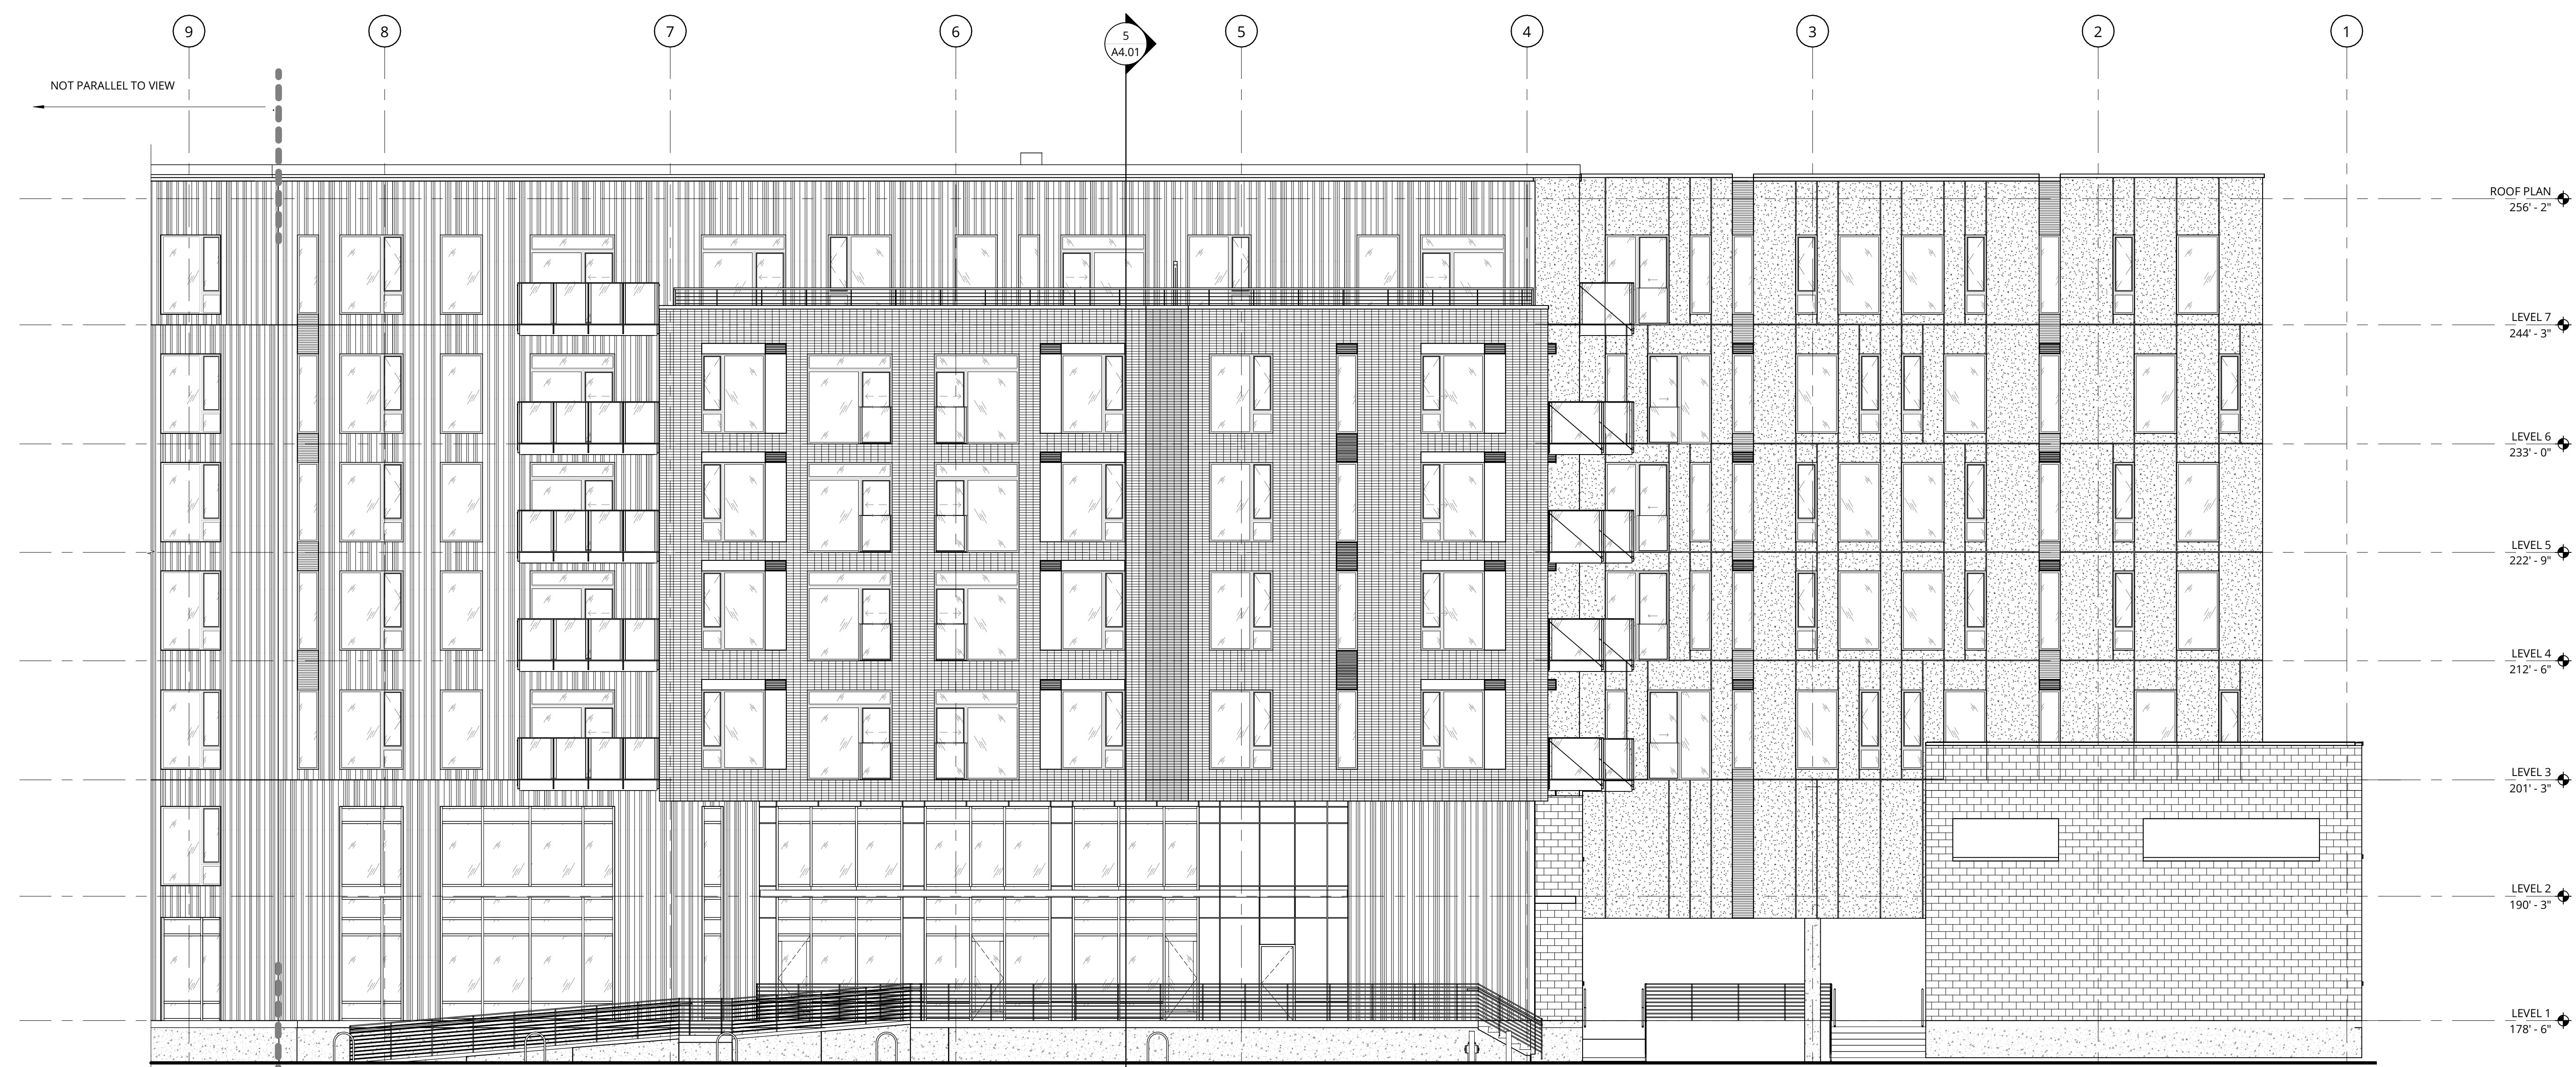 9
8
7
6
5
A4.01
5
4
3
2
1
NOT PARALLEL TO VIEW
ROOF PLAN
256' - 2"
LEVEL 7
244' - 3"
LEVEL 6
233' - 0"
LEVEL 5
222' - 9"
LEVEL 4
212' - 6"
LEVEL 3
201' - 3"
LEVEL 2
190' - 3"
LEVEL 1
178' - 6"